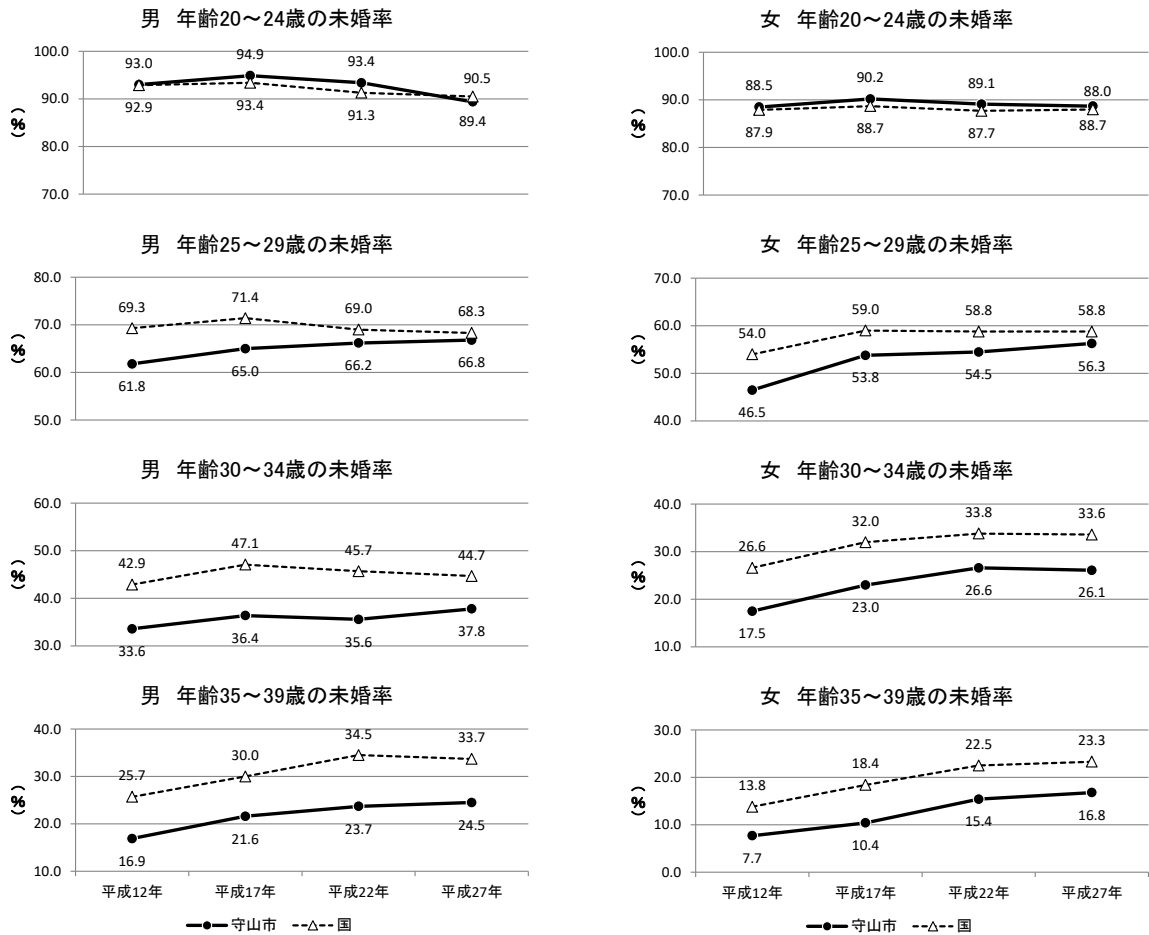 男 年齢20～24歳の未婚率
(％)
100.0
90.0
80.0
70.0
93.0 94.9 93.4 90.5
92.9 93.4 91.3 89.4
女 年齢20～24歳の未婚率
(％)
100.0
90.0
80.0
70.0
88.5 90.2 89.1 88.0
87.9 88.7 87.7 88.7
男 年齢25～29歳の未婚率
(％)
80.0
70.0
60.0
50.0
69.3 71.4 69.0 68.3
61.8 65.0 66.2 66.8
女 年齢25～29歳の未婚率
(％)
70.0
60.0
50.0
40.0
54.0 59.0 58.8 58.8
46.5 53.8 54.5 56.3
男 年齢30～34歳の未婚率
(％)
60.0
50.0
40.0
30.0
42.9 47.1 45.7 44.7
33.6 36.4 35.6 37.8
女 年齢30～34歳の未婚率
(％)
40.0
30.0
20.0
10.0
26.6 32.0 33.8 33.6
17.5 23.0 26.6 26.1
男 年齢35～39歳の未婚率
(％)
40.0
30.0
20.0
10.0
25.7 30.0 34.5 33.7
16.9 21.6 23.7 24.5
平成12年 平成17年 平成22年 平成27年
守山市 国
女 年齢35～39歳の未婚率
(％)
30.0
20.0
10.0
0.0
13.8 18.4 22.5 23.3
7.7 10.4 15.4 16.8
平成12年 平成17年 平成22年 平成27年
守山市 国